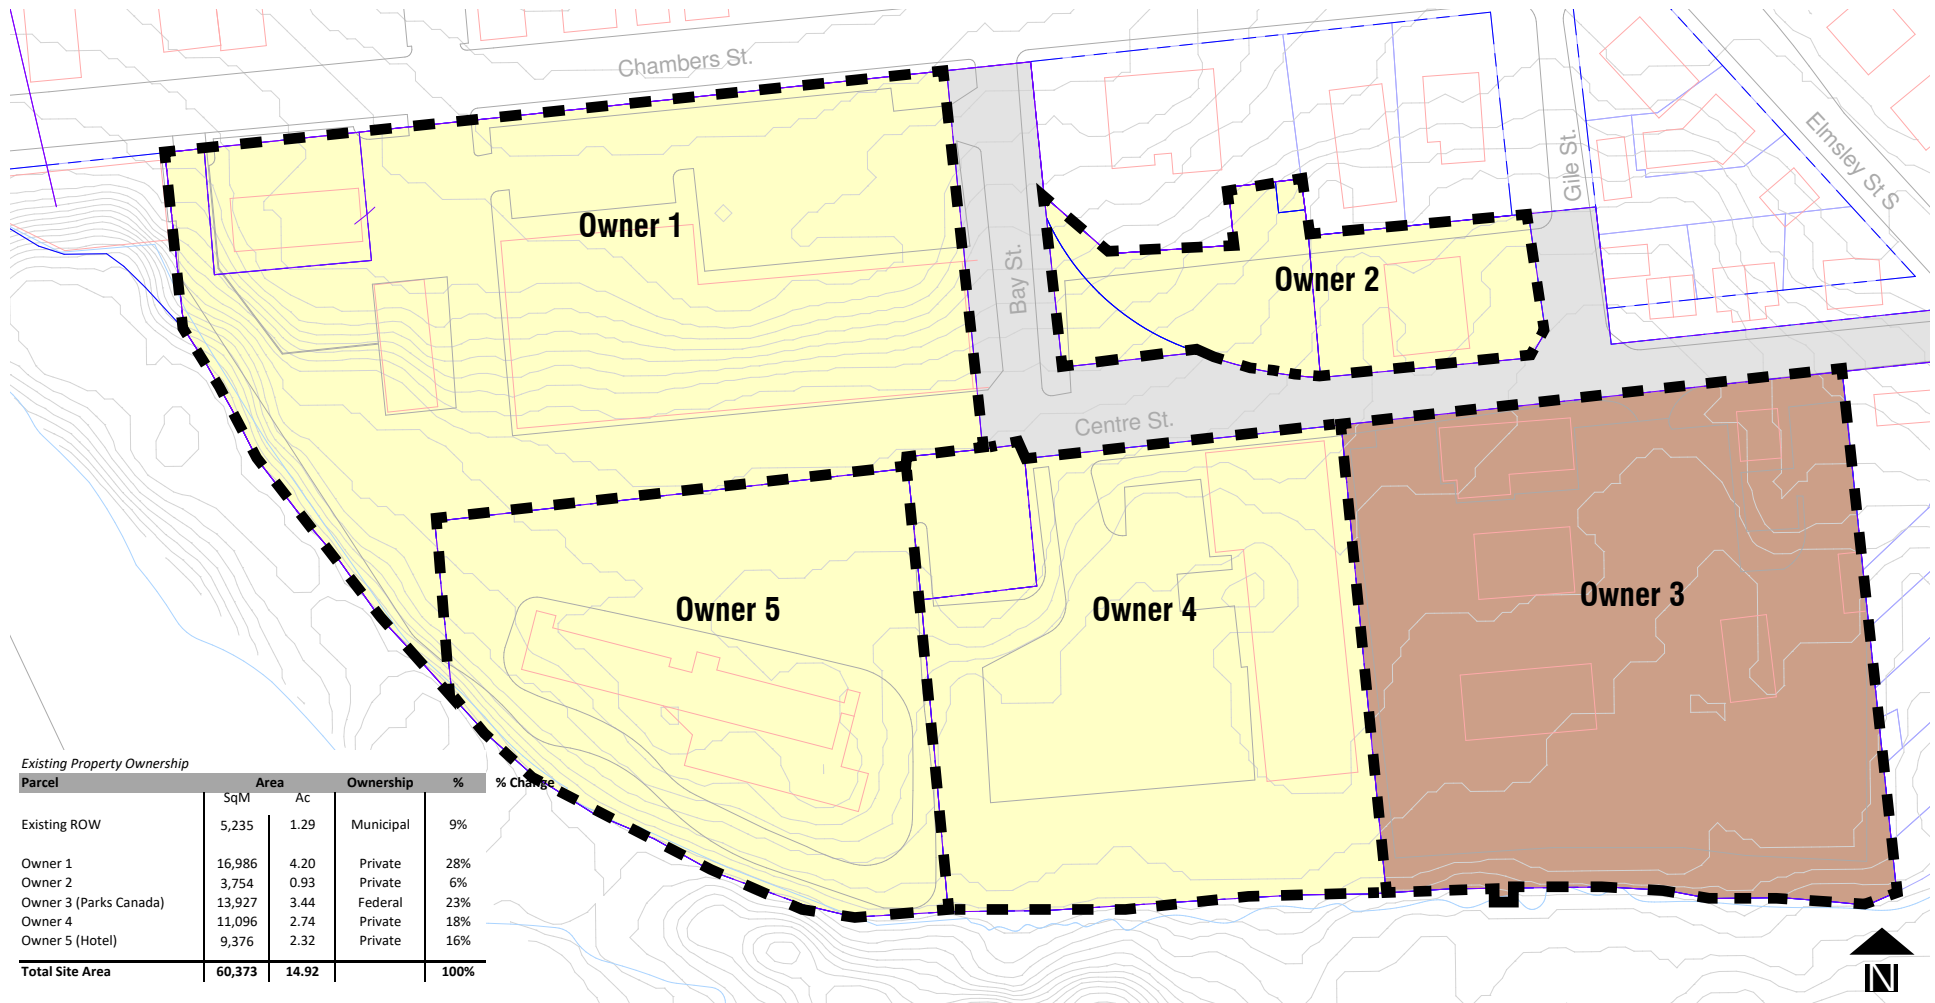 Chambers St.
Elmsley St S
Gile St.
Owner 1
Bay St.
Owner 2
Centre St.
Owner 5
Owner 4
Owner 3
Existing Property Ownership
Parcel Area Ownership % % Change
SqM Ac
Existing ROW 5,235 1.29 Municipal 9%
Owner 1 16,986 4.20 Private 28%
Owner 2 3,754 0.93 Private 6%
Owner 3 (Parks Canada) 13,927 3.44 Federal 23%
Owner 4 11,096 2.74 Private 18%
Owner 5 (Hotel) 9,376 2.32 Private 16%
Total Site Area 60,373 14.92 100%
N